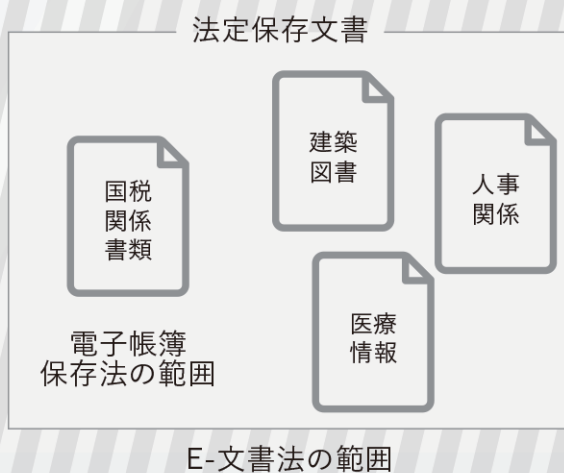 法定保存文書
国税
関係
書類
建築
図書
人事
関係
医療
情報
電子帳簿
保存法の範囲
E-文書法の範囲